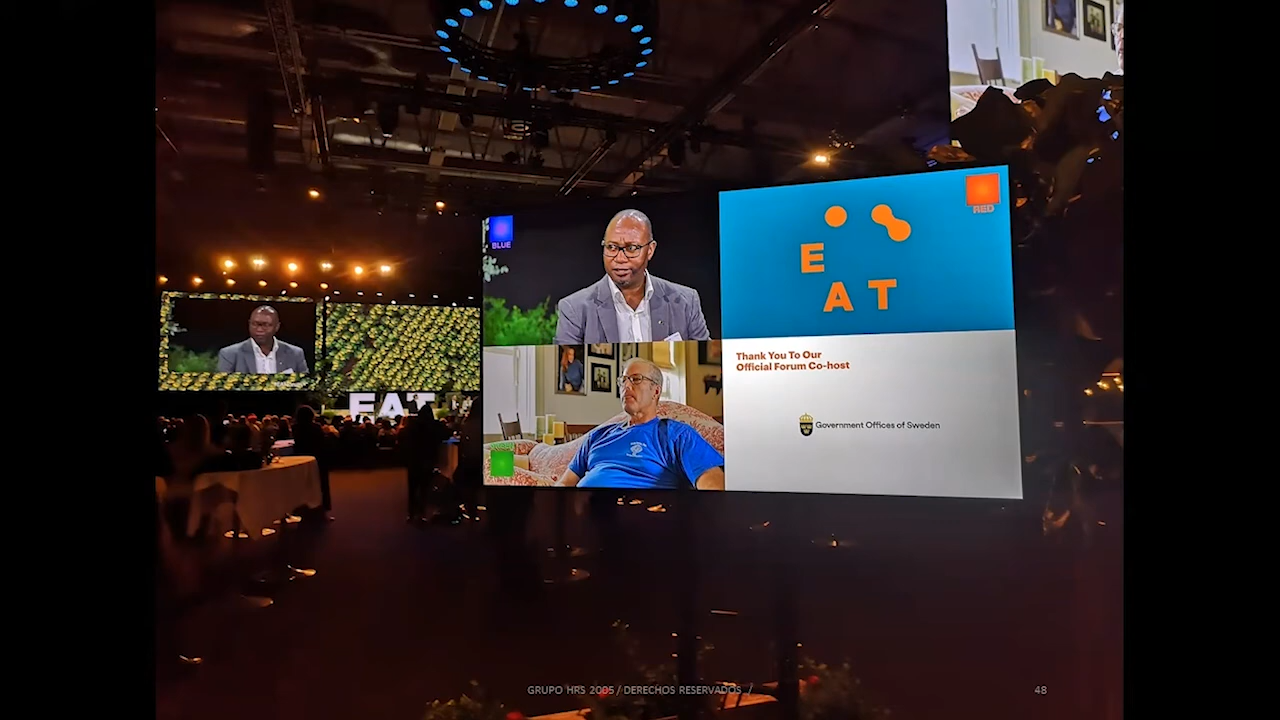 BLUE
RED
E
A T
Thank You To Our
Official Forum Co-host
Government Offices of Sweden
EAT
GRUPO HRS 2005 / DERECHOS RESERVADOS /
48